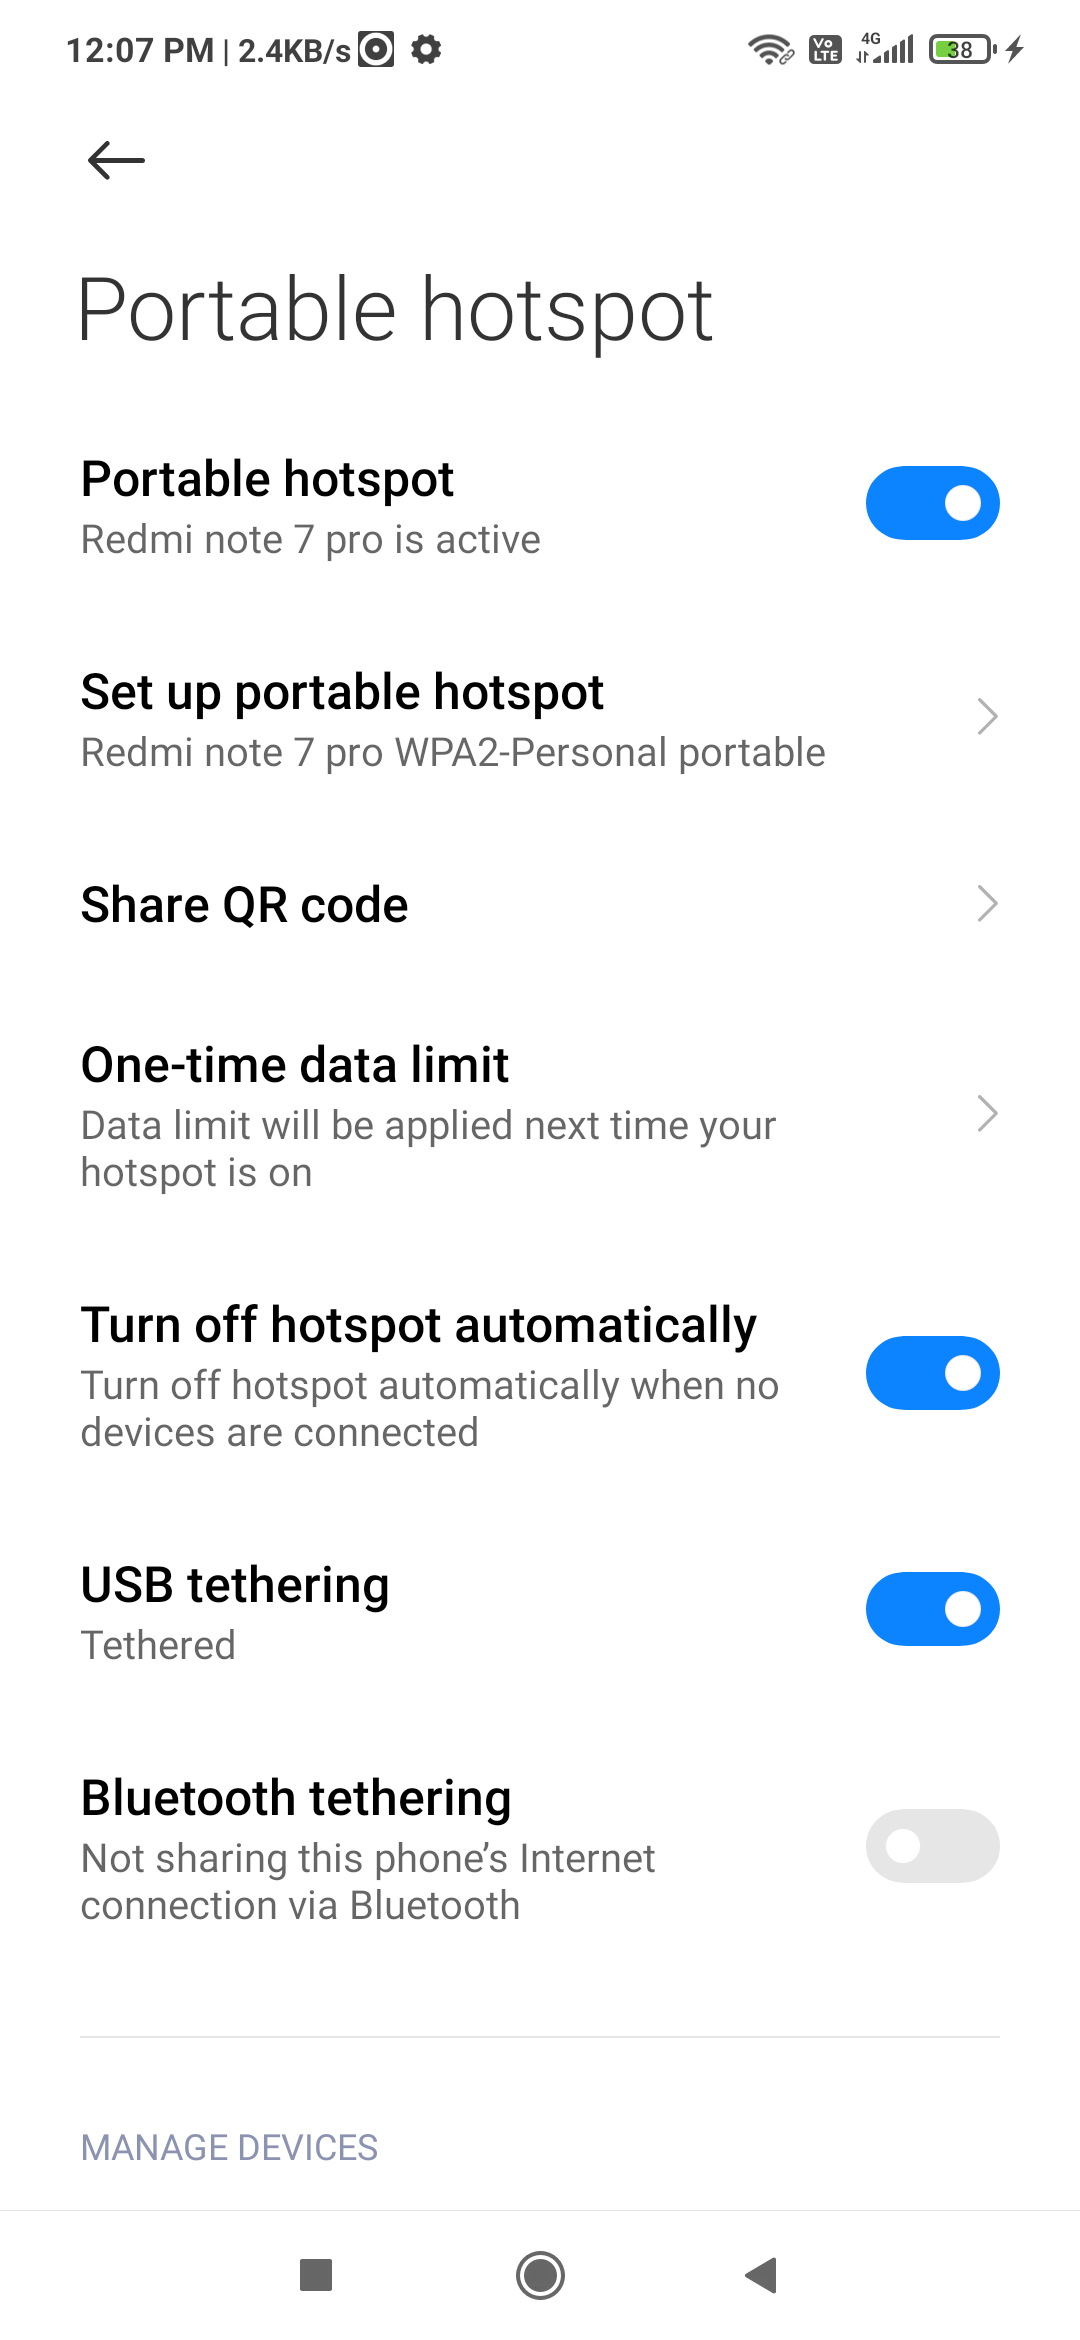 12:07 PM | 2.4KB/s
Vo LTE
4G
38
Portable hotspot
Portable hotspot
Redmi note 7 pro is active
Set up portable hotspot
Redmi note 7 pro WPA2-Personal portable
Share QR code
One-time data limit
Data limit will be applied next time your
hotspot is on
Turn off hotspot automatically
Turn off hotspot automatically when no
devices are connected
USB tethering
Tethered
Bluetooth tethering
Not sharing this phone’s Internet
connection via Bluetooth
MANAGE DEVICES